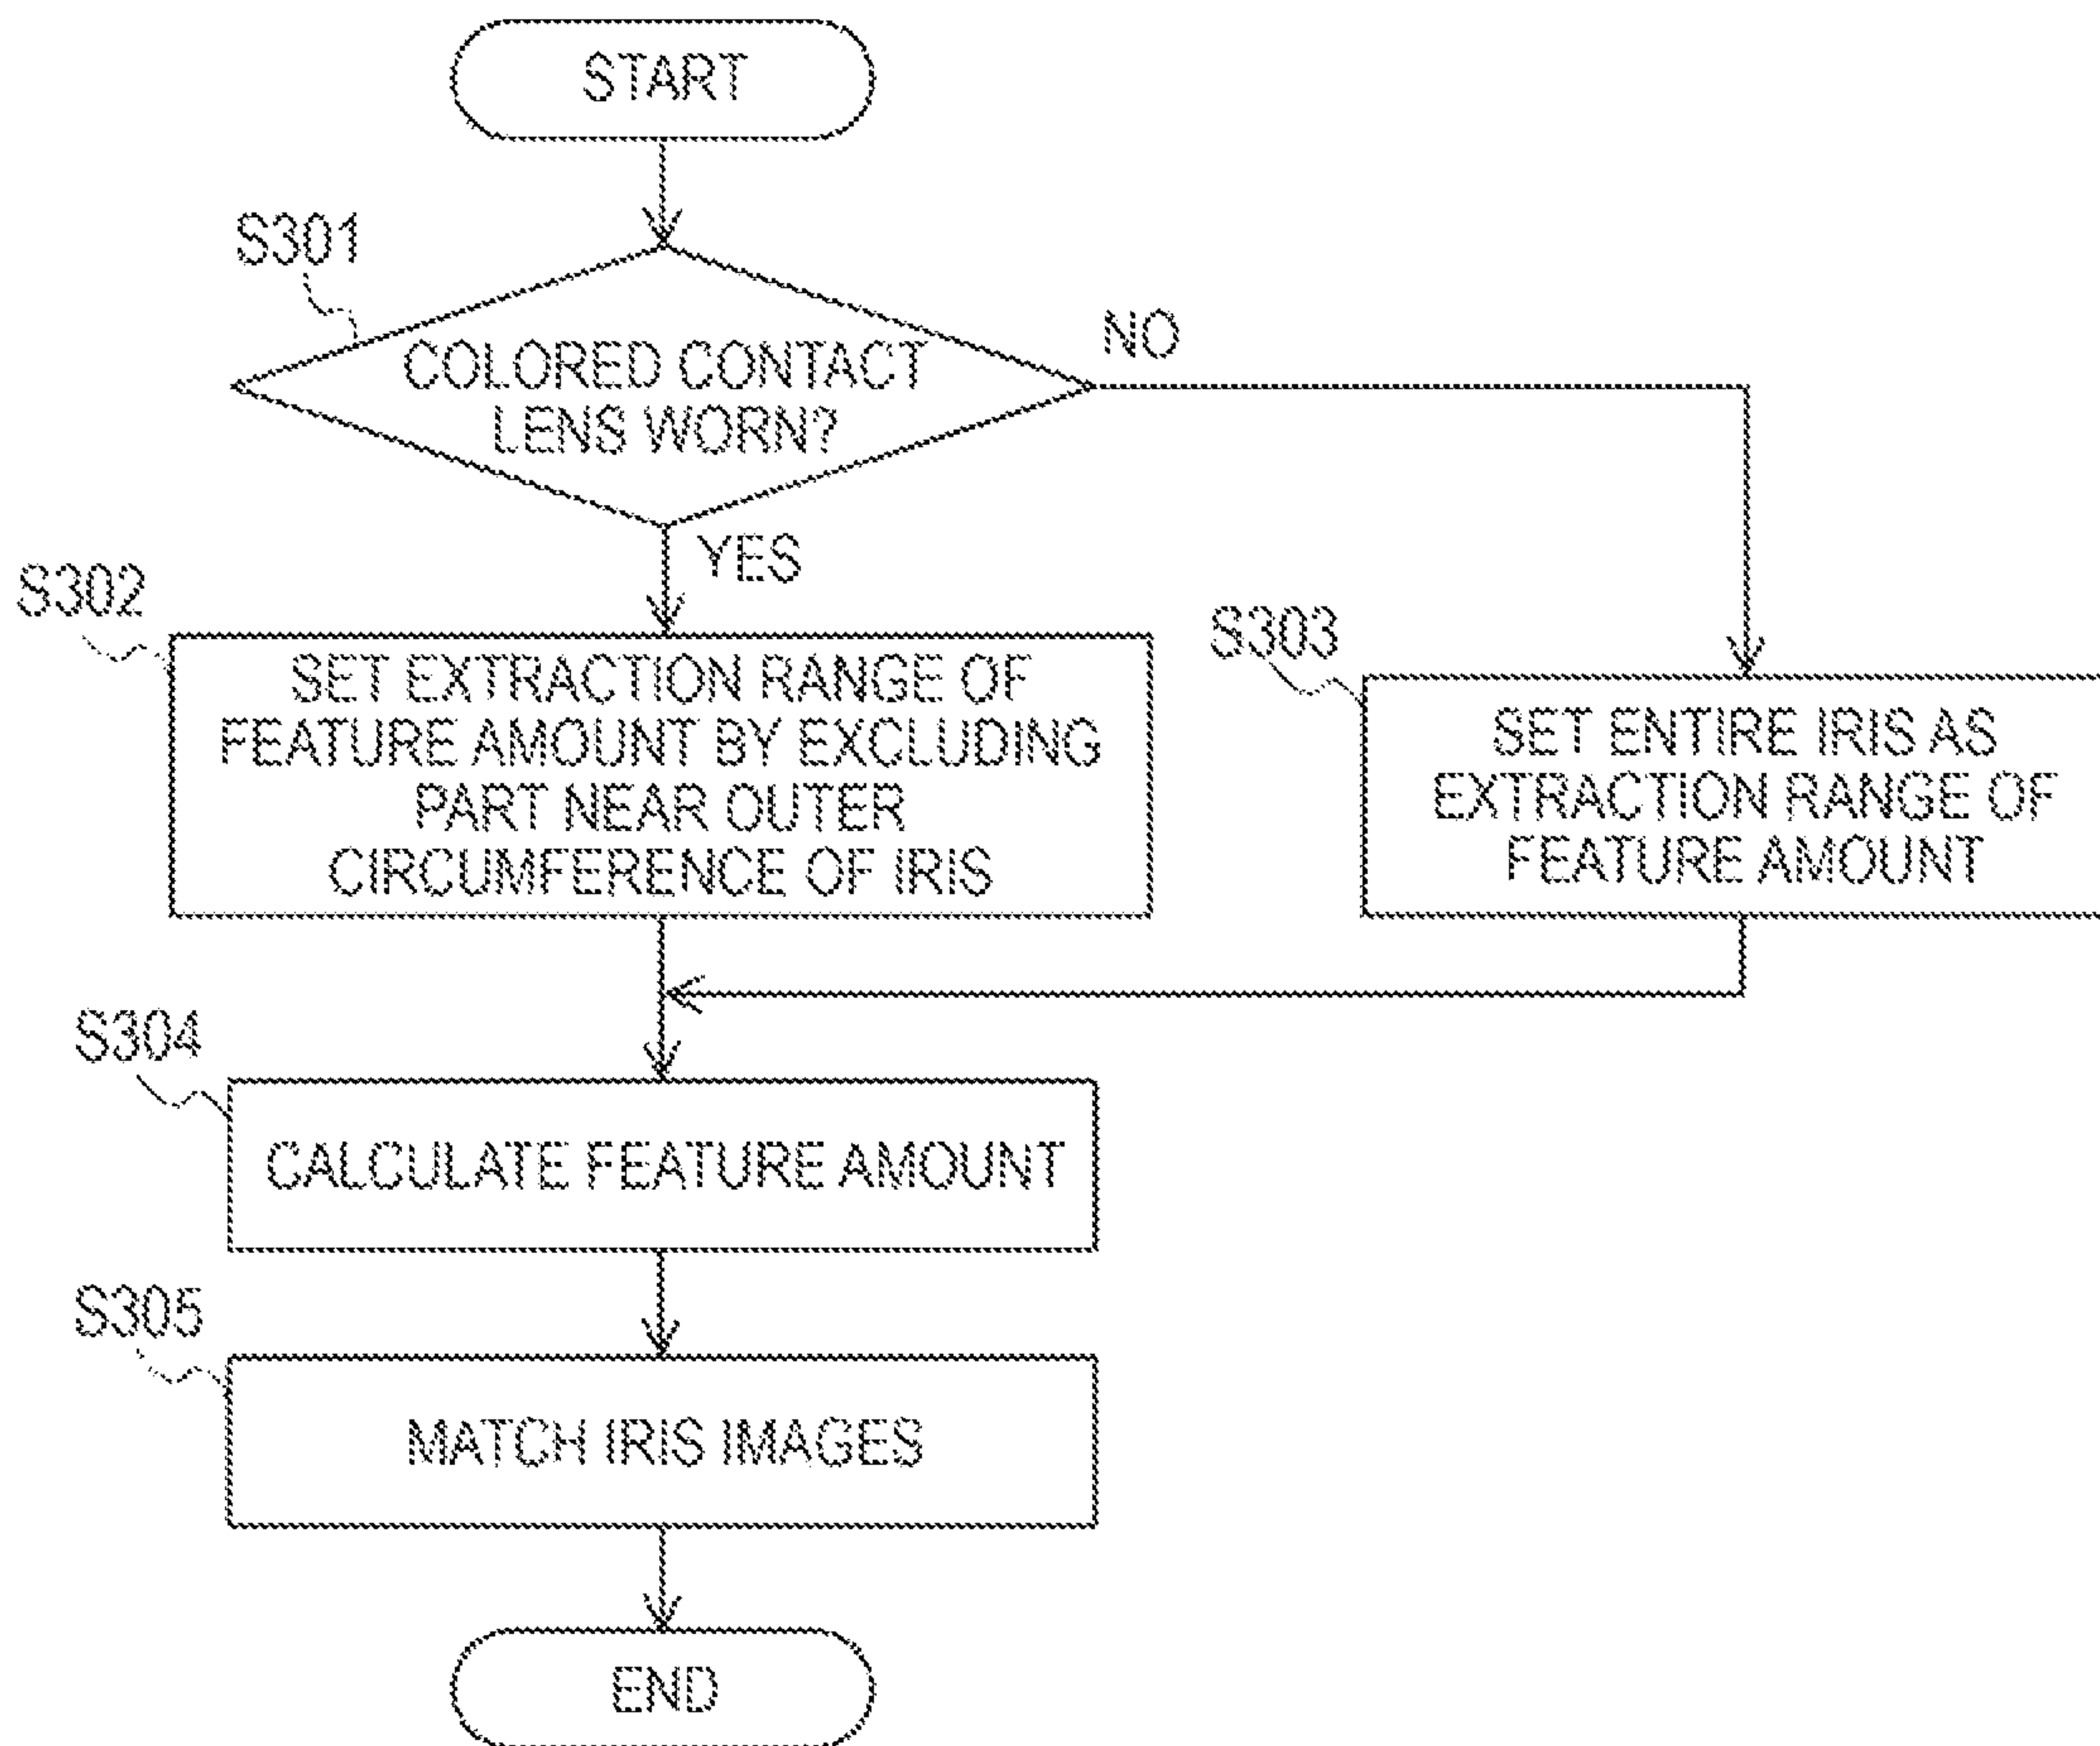 START
S301
COLORED CONTACT
LENS WORN?
NO
YES
S302
SET EXTRACTION RANGE OF
FEATURE AMOUNT BY EXCLUDING
PART NEAR OUTER
CIRCUMFERENCE OF IRIS
S303
SET ENTIRE IRIS AS
EXTRACTION RANGE OF
FEATURE AMOUNT
S304
CALCULATE FEATURE AMOUNT
S305
MATCH IRIS IMAGES
END